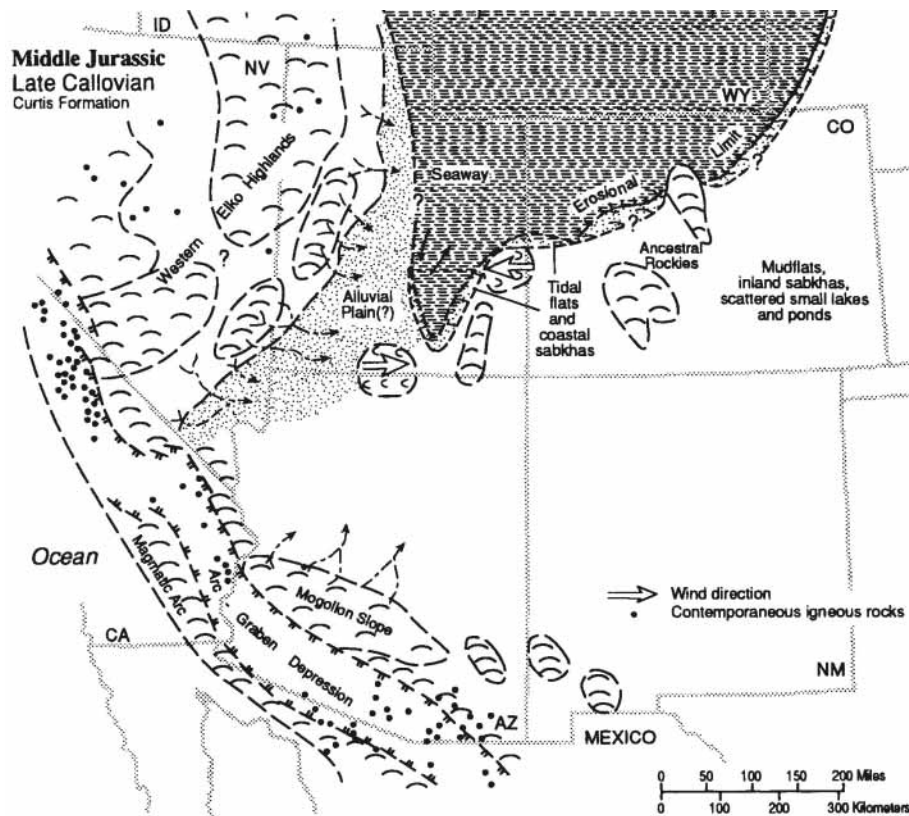 Middle Jurassic
Late Callovian
Curtis Formation
ID
NV
WY
CO
Limit
?
Erosional
?
?
Seaway
?
Elko Highlands
Western
?
Ancestral
Rockies
Mudflats,
inland sabkhas,
scattered small lakes
and ponds
Alluvial
Plain(?)
Tidal
flats
and
coastal
sabkhas
Ocean
Magmatic Arc
Arc
Graben
Depression
Mogollon Slope
CA
AZ
NM
MEXICO
Wind direction
Contemporaneous igneous rocks
0 50 100 150 200 Miles
0 100 200 300 Kilometers